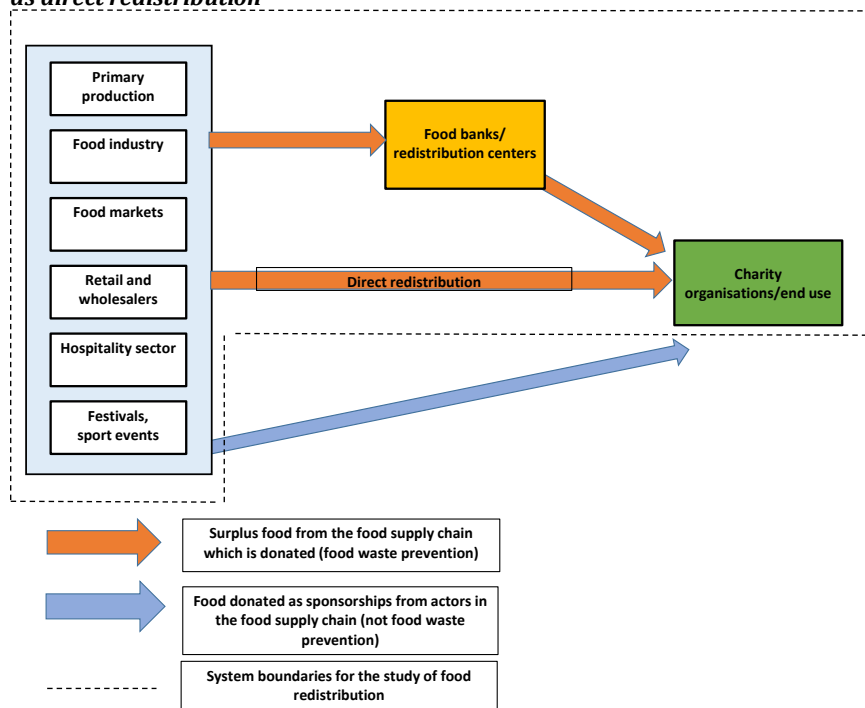 as direct redistribution
Primary
production
Food industry
Food markets
Retail and
wholesalers
Hospitality sector
Festivals,
sport events
Food banks/
redistribution centers
Direct redistribution
Charity
organisations/end use
Surplus food from the food supply chain
which is donated (food waste prevention)
Food donated as sponsorships from actors in
the food supply chain (not food waste
prevention)
System boundaries for the study of food
redistribution